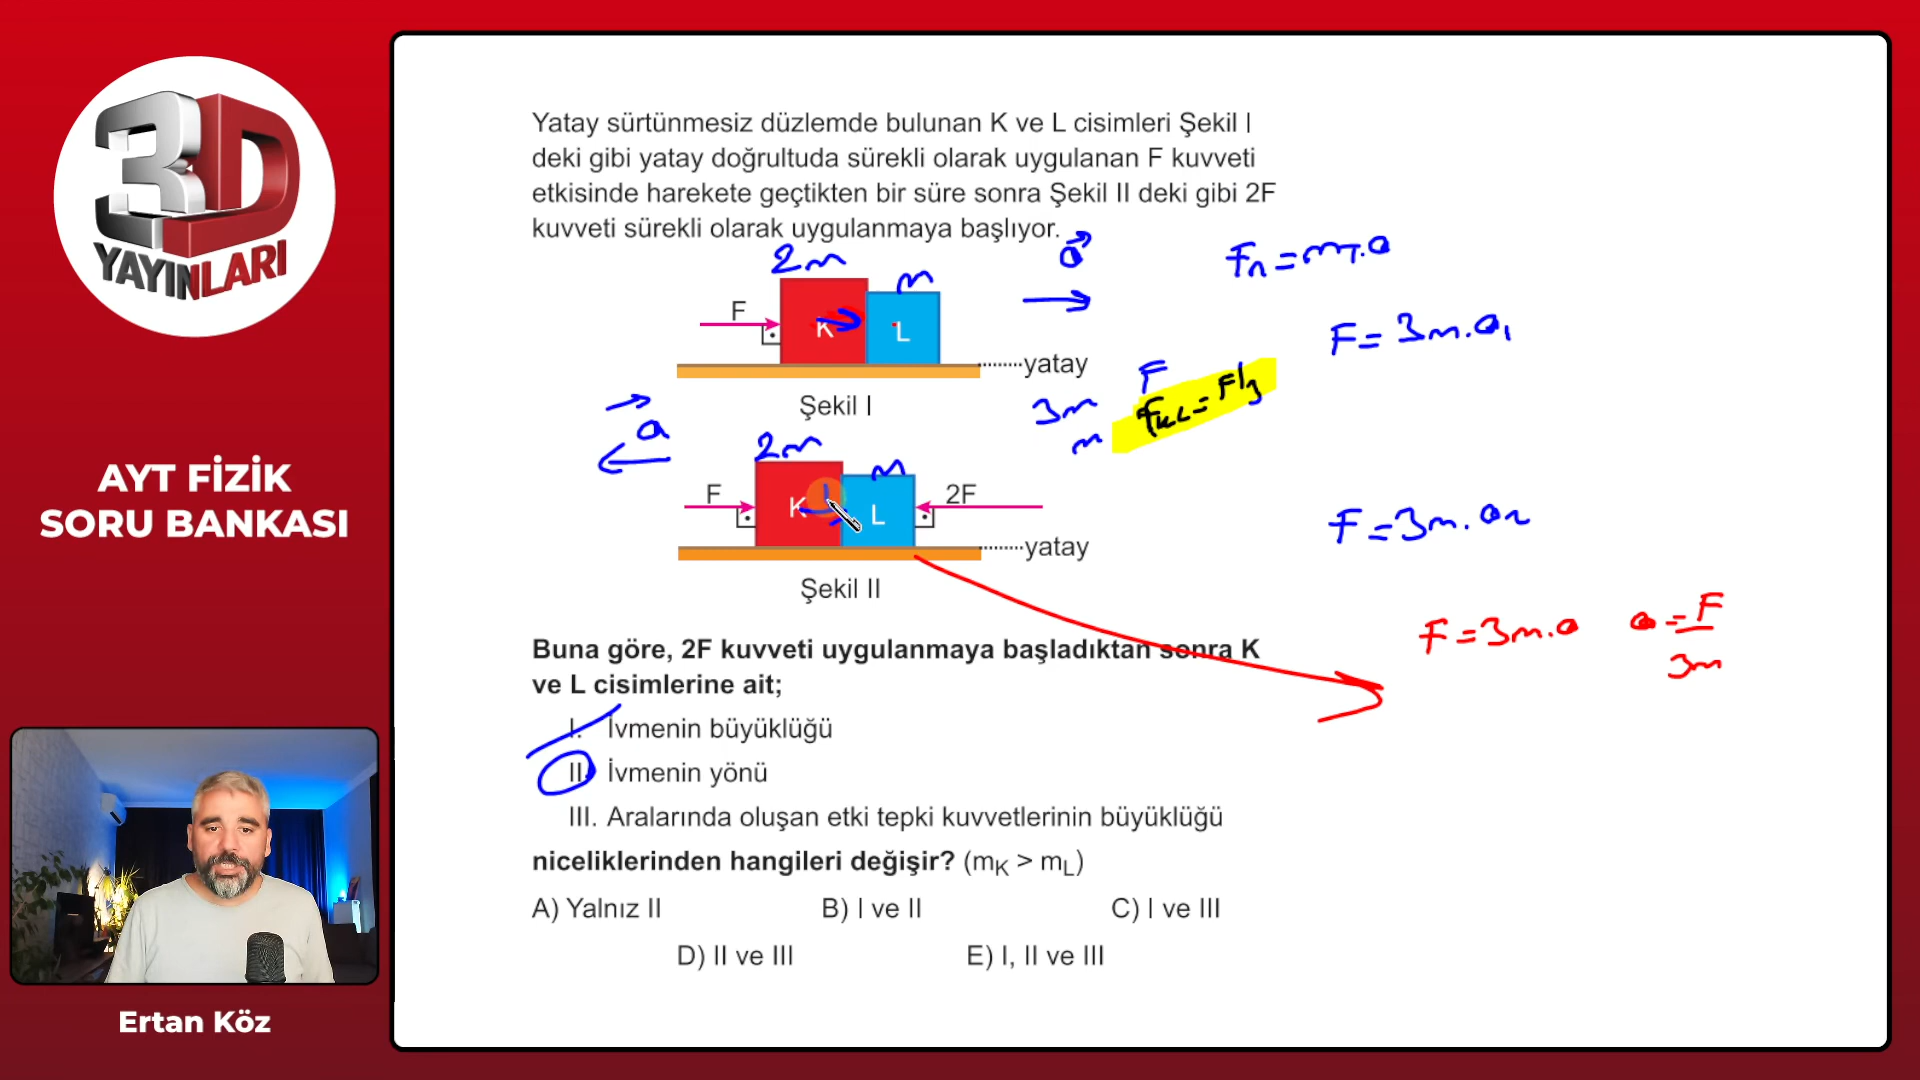 3D
YAYINLARI
AYT FİZİK
SORU BANKASI
Ertan Köz
Yatay sürtünmesiz düzlemde bulunan K ve L cisimleri Şekil I
deki gibi yatay doğrultuda sürekli olarak uygulanan F kuvveti
etkisinde harekete geçtikten bir süre sonra Şekil II deki gibi 2F
kuvveti sürekli olarak uygulanmaya başlıyor.
2m
m
a
F
K
L
yatay
Şekil I
3m F
m F_KL = F/3
a
2m
m
F
K
L
2F
yatay
Şekil II
F_n = m_T.a
F = 3m.a₁
F = 3m.a₂
F = 3m.a a = F/3m
Buna göre, 2F kuvveti uygulanmaya başladıktan sonra K
ve L cisimlerine ait;
I. İvmenin büyüklüğü
II. İvmenin yönü
III. Aralarında oluşan etki tepki kuvvetlerinin büyüklüğü
niceliklerinden hangileri değişir? (mK > mL)
A) Yalnız II B) I ve II C) I ve III
D) II ve III E) I, II ve III